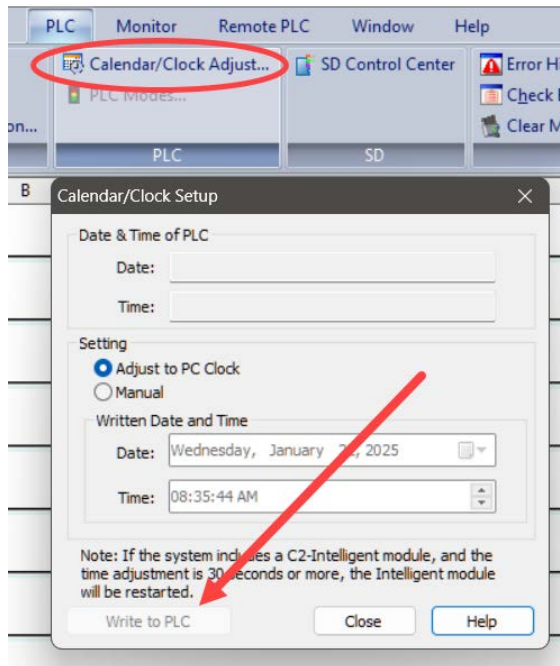 PLC Monitor Remote PLC Window Help
Calendar/Clock Adjust... SD Control Center Error
PLC Modes... Check
on... Clear
PLC SD
B
Calendar/Clock Setup
Date & Time of PLC
Date:
Time:
Setting
Adjust to PC Clock
Manual
Written Date and Time
Date: Wednesday, January 2025
Time: 08:35:44 AM
Note: If the system includes a C2-Intelligent module, and the
time adjustment is 30 seconds or more, the Intelligent module
will be restarted.
Write to PLC Close Help